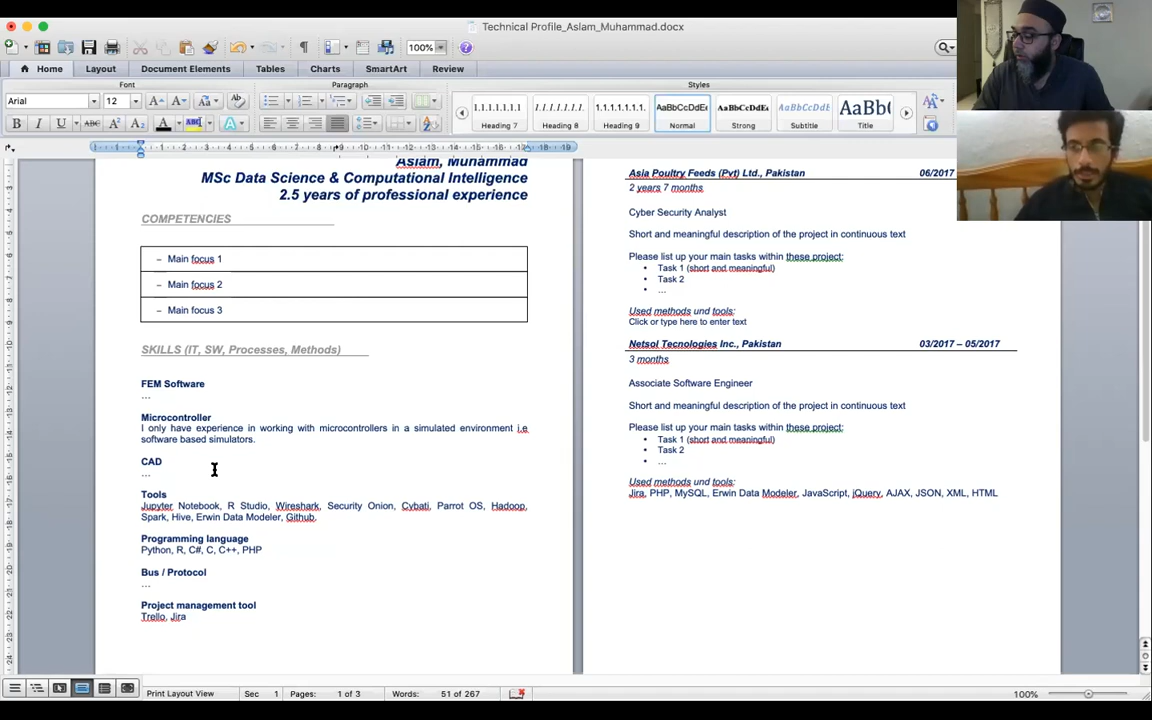 Technical Profile_Aslam_Muhammad.docx
100%
Home
Layout
Document Elements
Tables
Charts
SmartArt
Review
Font
Paragraph
Styles
Arial
12
Heading 7
Heading 8
Heading 9
Normal
Strong
Subtitle
Title
Aslam, Muhammad
MSc Data Science & Computational Intelligence
2.5 years of professional experience
COMPETENCIES
– Main focus 1
– Main focus 2
– Main focus 3
SKILLS (IT, SW, Processes, Methods)
FEM Software
...
Microcontroller
I only have experience in working with microcontrollers in a simulated environment i.e
software based simulators.
CAD
...
Tools
Jupyter Notebook, R Studio, Wireshark, Security Onion, Cybati, Parrot OS, Hadoop,
Spark, Hive, Erwin Data Modeler, Github.
Programming language
Python, R, C#, C, C++, PHP
Bus / Protocol
...
Project management tool
Trello, Jira
Asia Poultry Feeds (Pvt) Ltd., Pakistan 06/2017
2 years 7 months
Cyber Security Analyst
Short and meaningful description of the project in continuous text
Please list up your main tasks within these project:
• Task 1 (short and meaningful)
• Task 2
• ...
Used methods und tools:
Click or type here to enter text
Netsol Tecnologies Inc., Pakistan 03/2017 – 05/2017
3 months
Associate Software Engineer
Short and meaningful description of the project in continuous text
Please list up your main tasks within these project:
• Task 1 (short and meaningful)
• Task 2
• ...
Used methods und tools:
Jira, PHP, MySQL, Erwin Data Modeler, JavaScript, jQuery, AJAX, JSON, XML, HTML
Print Layout View
Sec 1
Pages: 1 of 3
Words: 51 of 267
100%